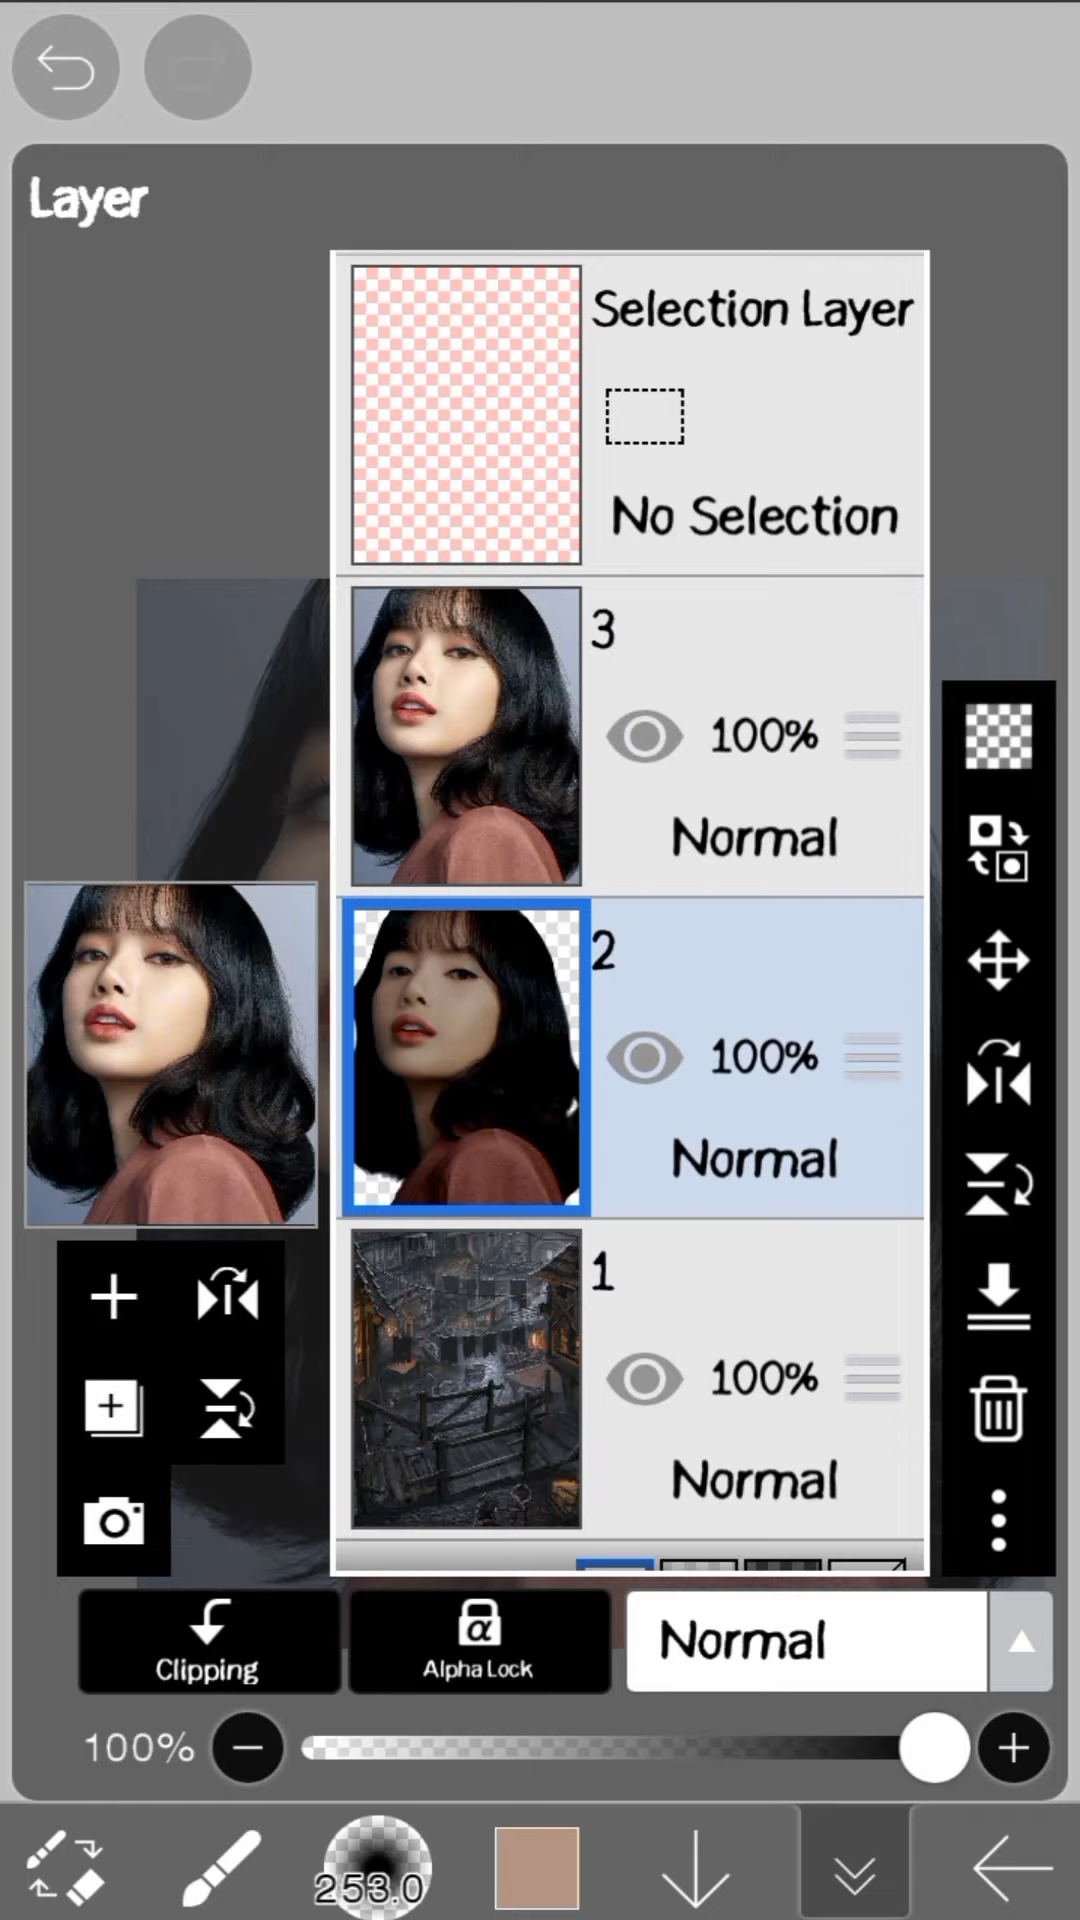 Layer
Selection Layer
No Selection
3
100%
Normal
2
100%
Normal
1
100%
Normal
Clipping
α
Alpha Lock
Normal
100%
253.0